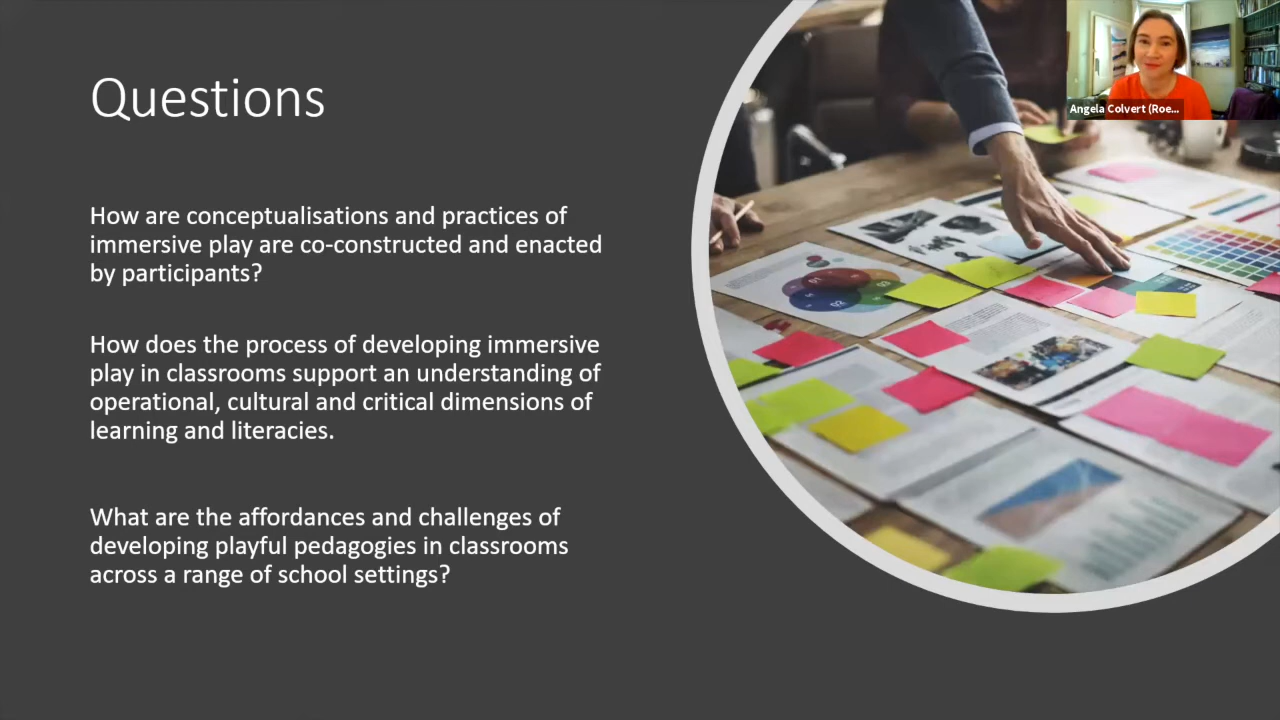 Questions
How are conceptualisations and practices of
immersive play are co-constructed and enacted
by participants?
How does the process of developing immersive
play in classrooms support an understanding of
operational, cultural and critical dimensions of
learning and literacies.
What are the affordances and challenges of
developing playful pedagogies in classrooms
across a range of school settings?
Angela Colvert (Roe...